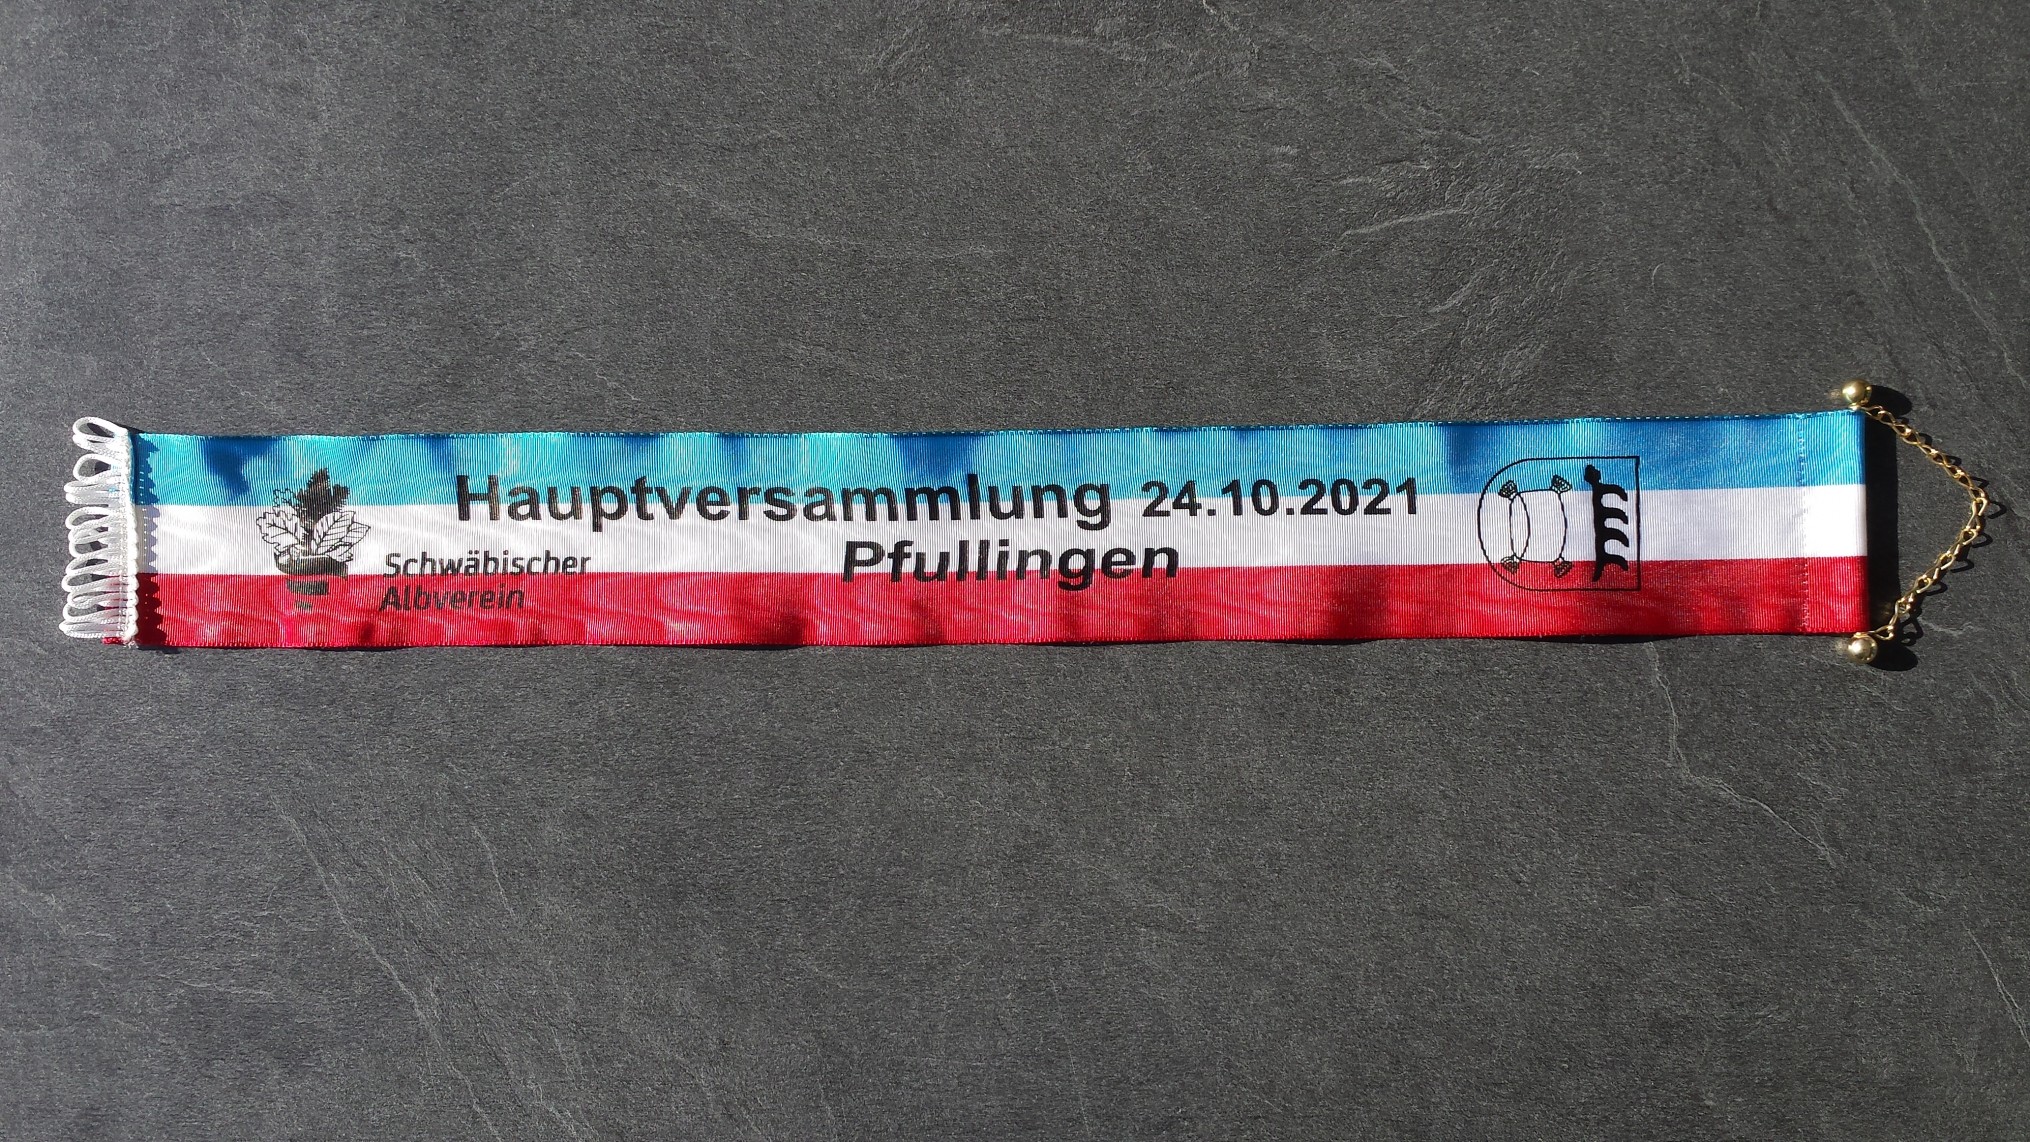 Hauptversammlung 24.10.2021
Pfullingen
Schwäbischer
Albverein